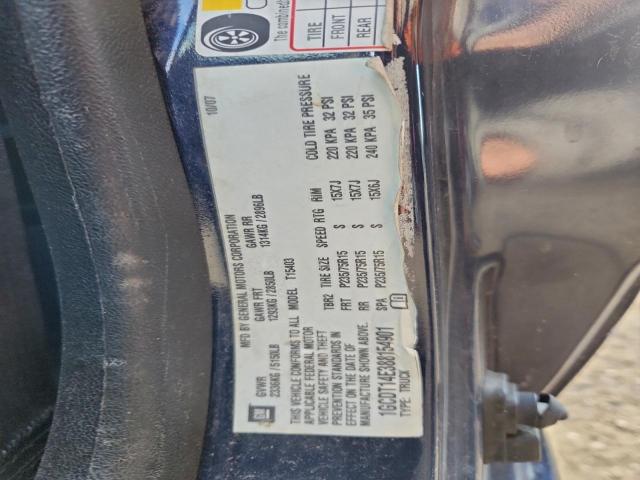 The combined
TIRE
FRONT
REAR
MFD BY GENERAL MOTORS CORPORATION
10/07
GVWR GAWR FRT GAWR RR
2336KG / 5150LB 1293KG / 2850LB 1314KG / 2896LB
THIS VEHICLE CONFORMS TO ALL MODEL T15403
APPLICABLE FEDERAL MOTOR
VEHICLE SAFETY AND THEFT
PREVENTION STANDARDS IN
EFFECT ON THE DATE OF
MANUFACTURE SHOWN ABOVE.
TBR2 TIRE SIZE SPEED RTG RIM COLD TIRE PRESSURE
FRT P235/75R15 S 15X7J 220 KPA 32 PSI
RR P235/75R15 S 15X7J 220 KPA 32 PSI
SPA P235/75R15 S 15X6J 240 KPA 35 PSI
TYPE: TRUCK
GM